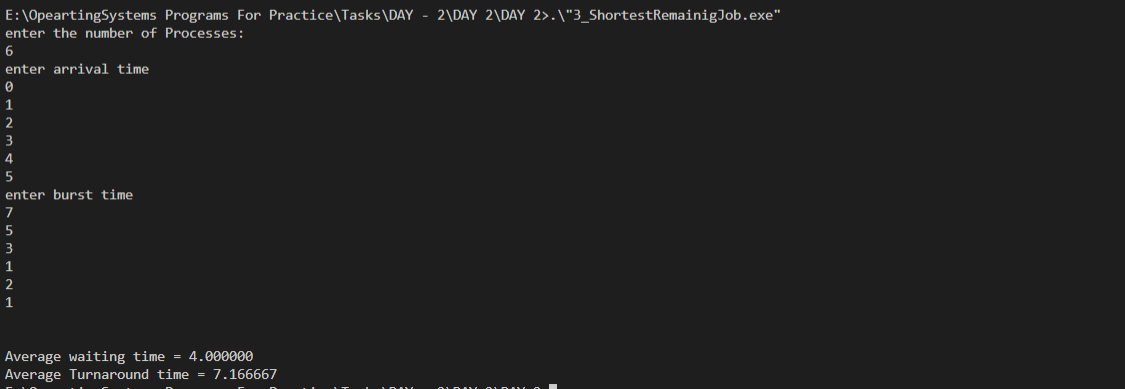 E:\OpeartingSystems Programs For Practice\Tasks\DAY - 2\DAY 2\DAY 2>.\"3_ShortestRemainigJob.exe"
enter the number of Processes:
6
enter arrival time
0
1
2
3
4
5
enter burst time
7
5
3
1
2
1
Average waiting time = 4.000000
Average Turnaround time = 7.166667